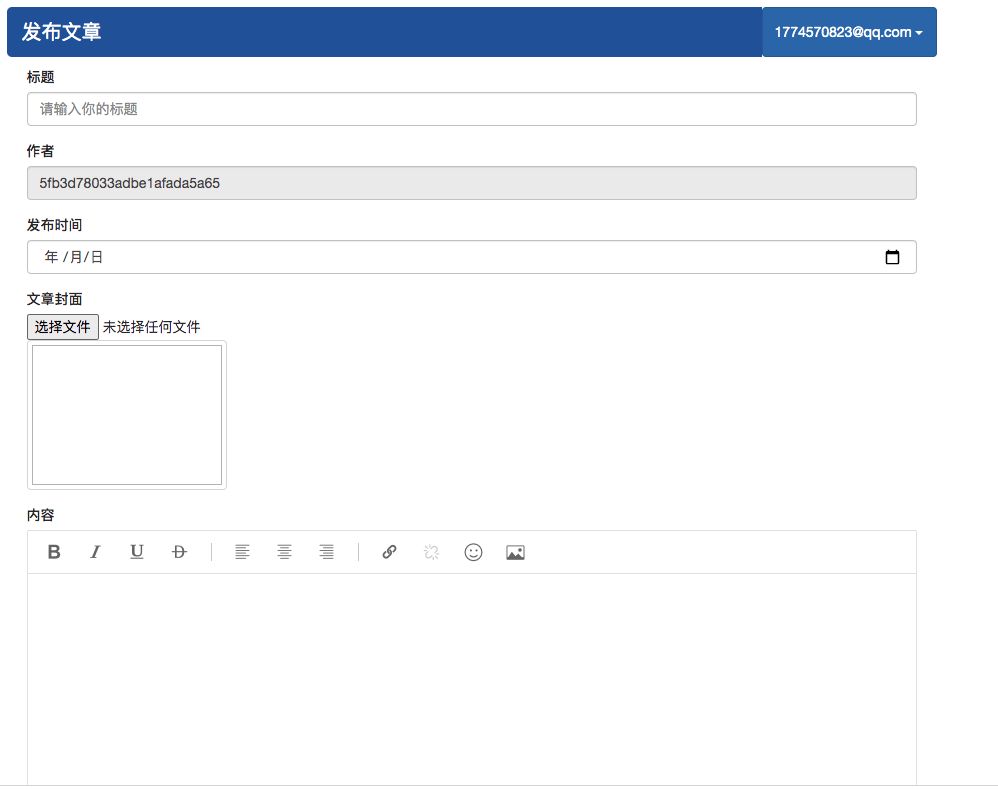 发布文章
1774570823@qq.com
标题
请输入你的标题
作者
5fb3d78033adbe1afada5a65
发布时间
年 /月/日
文章封面
选择文件 未选择任何文件
内容
B I U D